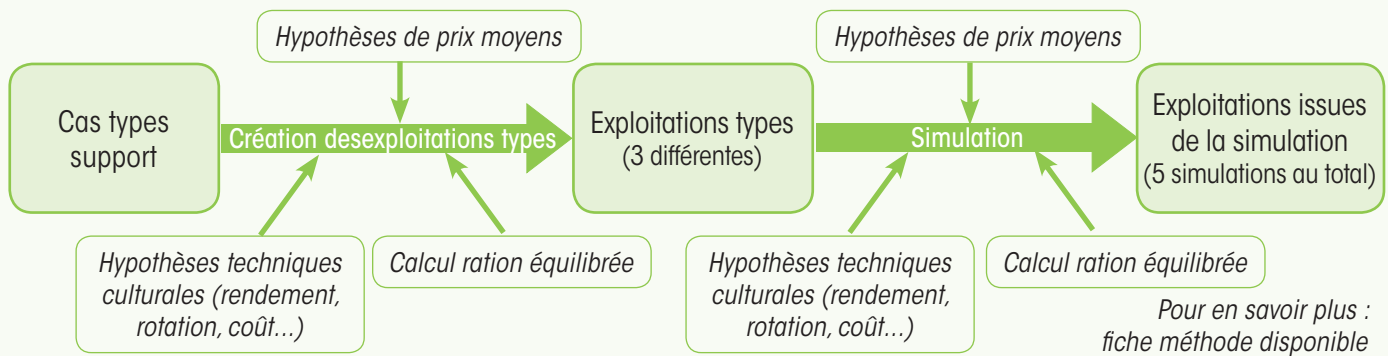 Hypothèses de prix moyens
Hypothèses de prix moyens
Cas types
support
Création desexploitations types
Exploitations types
(3 différentes)
Simulation
Exploitations issues
de la simulation
(5 simulations au total)
Hypothèses techniques
culturales (rendement,
rotation, coût...)
Calcul ration équilibrée
Hypothèses techniques
culturales (rendement,
rotation, coût...)
Calcul ration équilibrée
Pour en savoir plus :
fiche méthode disponible